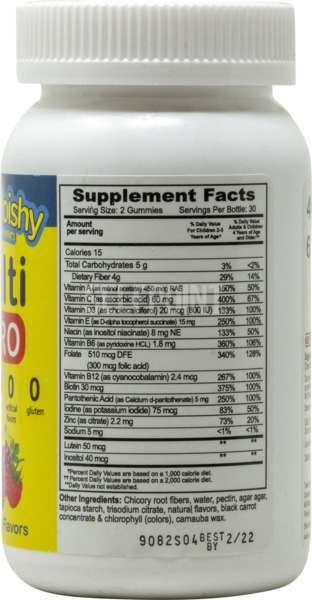 oishy
Supplement Facts
Serving Size: 2 Gummies Servings Per Bottle: 30
Amount per serving % Daily Value For Children 2-3 Years of Age† % Daily Value Adults & Children 4 Years of Age and Older**
Calories 15
Total Carbohydrates 5 g 3% <2%
Dietary Fiber 4g 29% 14%
Vitamin A (as retinol acetate) 450 mcg RAE 150% 50%
Vitamin C (as ascorbic acid) 60 mg 400% 67%
Vitamin D3 (as cholecalciferol) 20 mcg (800 IU) 133% 100%
Vitamin E (as D-alpha tocopherol succinate) 15 mg 250% 100%
Niacin (as inositol niacinate) 8 mg NE 133% 50%
Vitamin B6 (as pyridoxine HCL) 1.8 mg 360% 106%
Folate 510 mcg DFE 340% 128%
(300 mcg folic acid)
Vitamin B12 (as cyanocobalamin) 2.4 mcg 267% 100%
Biotin 30 mcg 375% 100%
Pantothenic Acid (as Calcium d-pantothenate) 5 mg 250% 100%
Iodine (as potassium iodide) 75 mcg 83% 50%
Zinc (as citrate) 2.2 mg 73% 20%
Sodium 5 mg <1% <1%
Lutein 50 mcg ** **
Inositol 40 mcg ** **
*Percent Daily Values are based on a 1,000 calorie diet.
†* Percent Daily Values are based on a 2,000 calorie diet.
**Daily Value not established.
Other Ingredients: Chicory root fibers, water, pectin, agar agar,
tapioca starch, trisodium citrate, natural flavors, black carrot
concentrate & chlorophyll (colors), carnauba wax.
9082S04 BEST BY 2/22
lti
RO
0 0
artificial flavors
gluten
Flavors